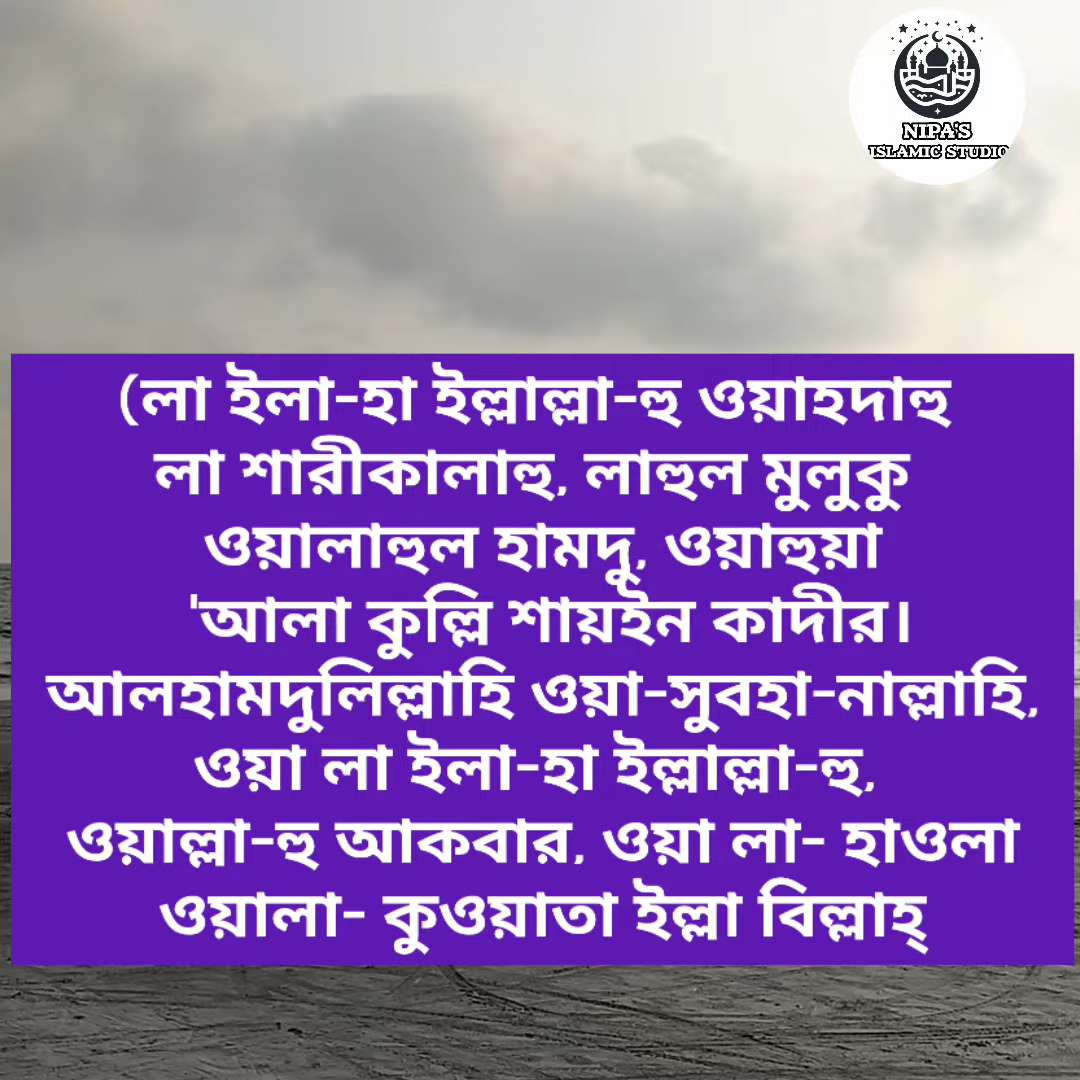 NIPA'S
ISLAMIC STUDIO
(লা ইলা-হা ইল্লাল্লা-হু ওয়াহদাহু
লা শারীকালাহু, লাহুল মুলুকু
ওয়ালাহুল হামদু, ওয়াহুয়া
'আলা কুল্লি শায়ইন কাদীর।
আলহামদুলিল্লাহি ওয়া-সুবহা-নাল্লাহি,
ওয়া লা ইলা-হা ইল্লাল্লা-হু,
ওয়াল্লা-হু আকবার, ওয়া লা- হাওলা
ওয়ালা- কুওয়াতা ইল্লা বিল্লাহ্